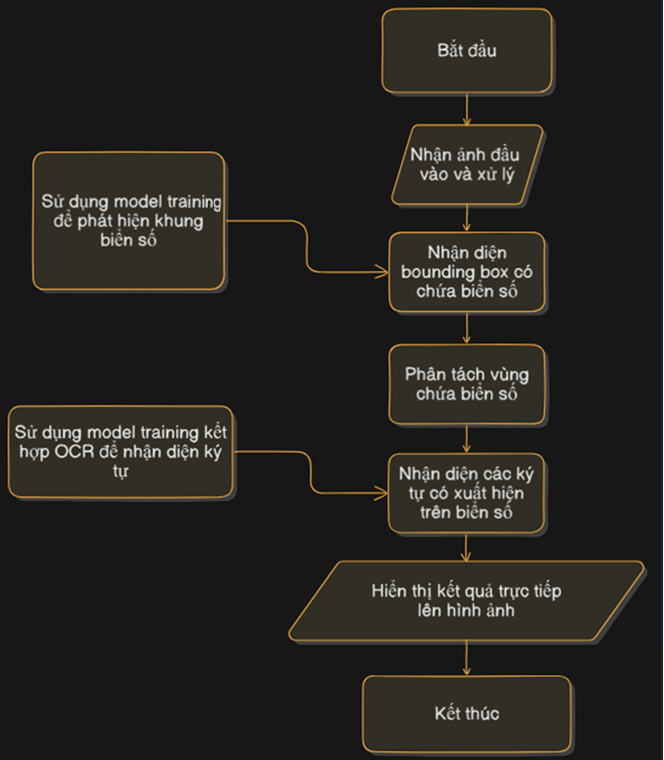 Bắt đầu
Nhận ảnh đầu
vào và xử lý
Sử dụng model training
để phát hiện khung
biển số
Nhận diện
bounding box có
chứa biển số
Phân tách vùng
chứa biển số
Sử dụng model training kết
hợp OCR để nhận diện ký
tự
Nhận diện các ký
tự có xuất hiện
trên biển số
Hiển thị kết quả trực tiếp
lên hình ảnh
Kết thúc